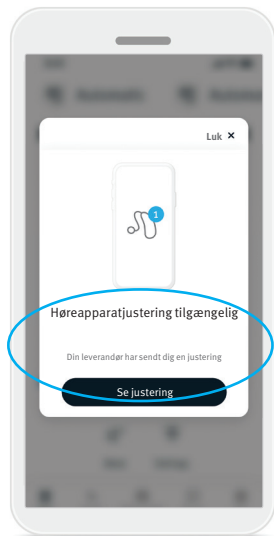 Luk ×
1
Høreapparatjustering tilgængelig
Din leverandør har sendt dig en justering
Se justering